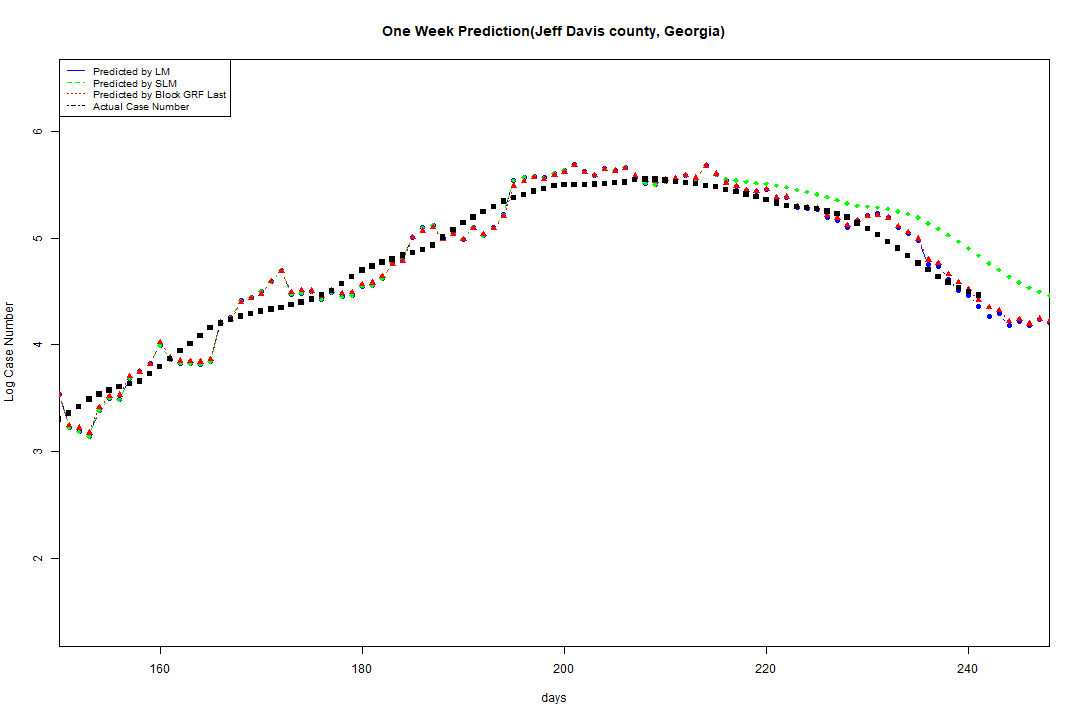 One Week Prediction(Jeff Davis county, Georgia)
Predicted by LM
Predicted by SLM
Predicted by Block GRF Last
Actual Case Number
6
5
4
3
2
Log Case Number
160 180 200 220 240
days